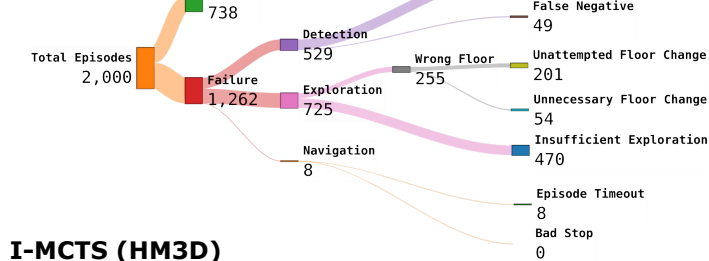 738
Total Episodes
2,000
Failure
1,262
Detection
529
Exploration
725
Navigation
8
Wrong Floor
255
False Negative
49
Unattempted Floor Change
201
Unnecessary Floor Change
54
Insufficient Exploration
470
Episode Timeout
8
Bad Stop
0
I-MCTS (HM3D)